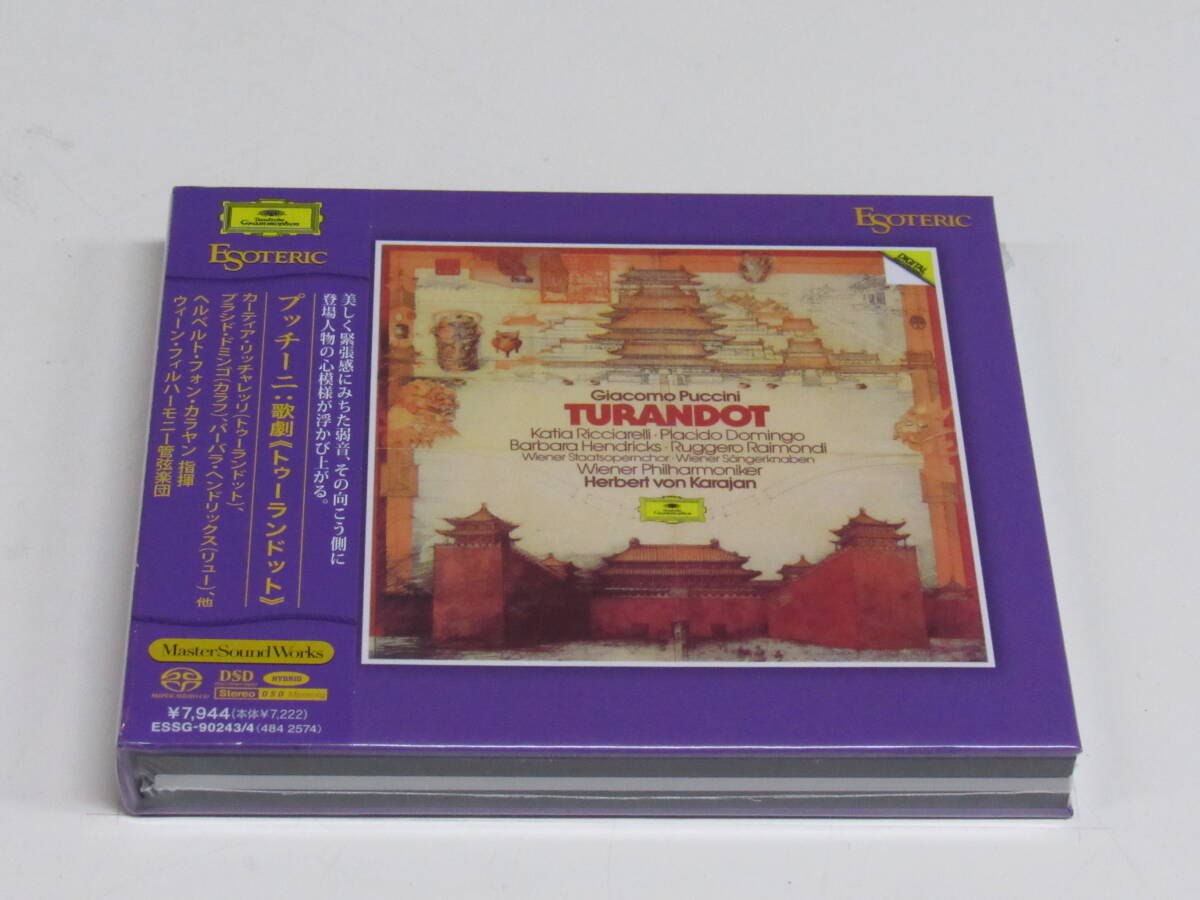 Deutsche
Grammophon
ESOTERIC
美しく緊張感にみちた弱音、その向こう側に
登場人物の心模様が浮かび上がる。
プッチーニ:歌劇《トゥーランドット》
カーティア・リッチャレッリ(トゥーランドット)、
プラシド・ドミンゴ(カラフ)、バーバラ・ヘンドリックス(リュー)、他
ヘルベルト・フォン・カラヤン 指揮
ウィーン・フィルハーモニー管弦楽団
MasterSoundWorks
SUPER AUDIO CD
DSD
HYBRID
Stereo
DSD Mastering
¥7,944(本体¥7,222)
ESSG-90243/4(484 2574)
ESOTERIC
DIGITAL
Giacomo Puccini
TURANDOT
Katia Ricciarelli · Placido Domingo
Barbara Hendricks · Ruggero Raimondi
Wiener Staatsopernchor · Wiener Sängerknaben
Wiener Philharmoniker
Herbert von Karajan
Deutsche
Grammophon